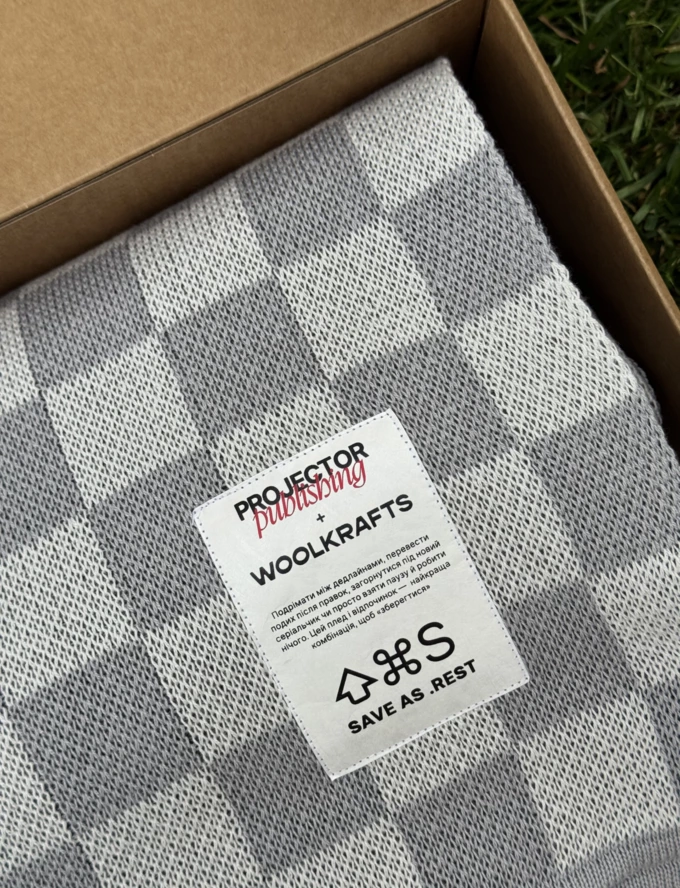 PROJECTOR
publishing
+
WOOLKRAFTS
Подрімати між дедлайнами, перевести
подих після правок, загорнутися під новий
серіальчик чи просто взяти паузу й робити
нічого. Цей плед і відпочинок — найкраща
комбінація, щоб «зберегтися»
⇧⌘S
SAVE AS .REST